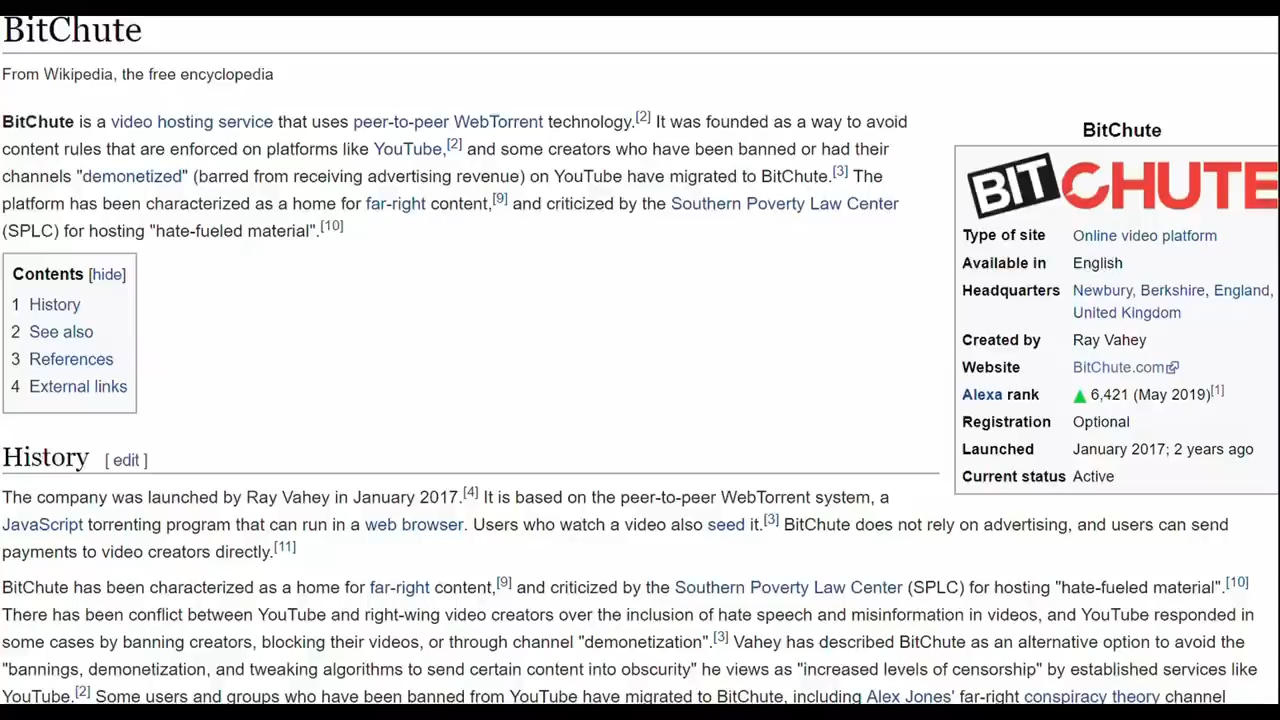 BitChute
From Wikipedia, the free encyclopedia
BitChute is a video hosting service that uses peer-to-peer WebTorrent technology.[2] It was founded as a way to avoid
content rules that are enforced on platforms like YouTube,[2] and some creators who have been banned or had their
channels "demonetized" (barred from receiving advertising revenue) on YouTube have migrated to BitChute.[3] The
platform has been characterized as a home for far-right content,[9] and criticized by the Southern Poverty Law Center
(SPLC) for hosting "hate-fueled material".[10]
Contents [hide]
1 History
2 See also
3 References
4 External links
BitChute
BITCHUTE
Type of site Online video platform
Available in English
Headquarters Newbury, Berkshire, England,
United Kingdom
Created by Ray Vahey
Website BitChute.com
Alexa rank ▲ 6,421 (May 2019)[1]
Registration Optional
Launched January 2017; 2 years ago
Current status Active
History [ edit ]
The company was launched by Ray Vahey in January 2017.[4] It is based on the peer-to-peer WebTorrent system, a
JavaScript torrenting program that can run in a web browser. Users who watch a video also seed it.[3] BitChute does not rely on advertising, and users can send
payments to video creators directly.[11]
BitChute has been characterized as a home for far-right content,[9] and criticized by the Southern Poverty Law Center (SPLC) for hosting "hate-fueled material".[10]
There has been conflict between YouTube and right-wing video creators over the inclusion of hate speech and misinformation in videos, and YouTube responded in
some cases by banning creators, blocking their videos, or through channel "demonetization".[3] Vahey has described BitChute as an alternative option to avoid the
"bannings, demonetization, and tweaking algorithms to send certain content into obscurity" he views as "increased levels of censorship" by established services like
YouTube.[2] Some users and groups who have been banned from YouTube have migrated to BitChute, including Alex Jones' far-right conspiracy theory channel